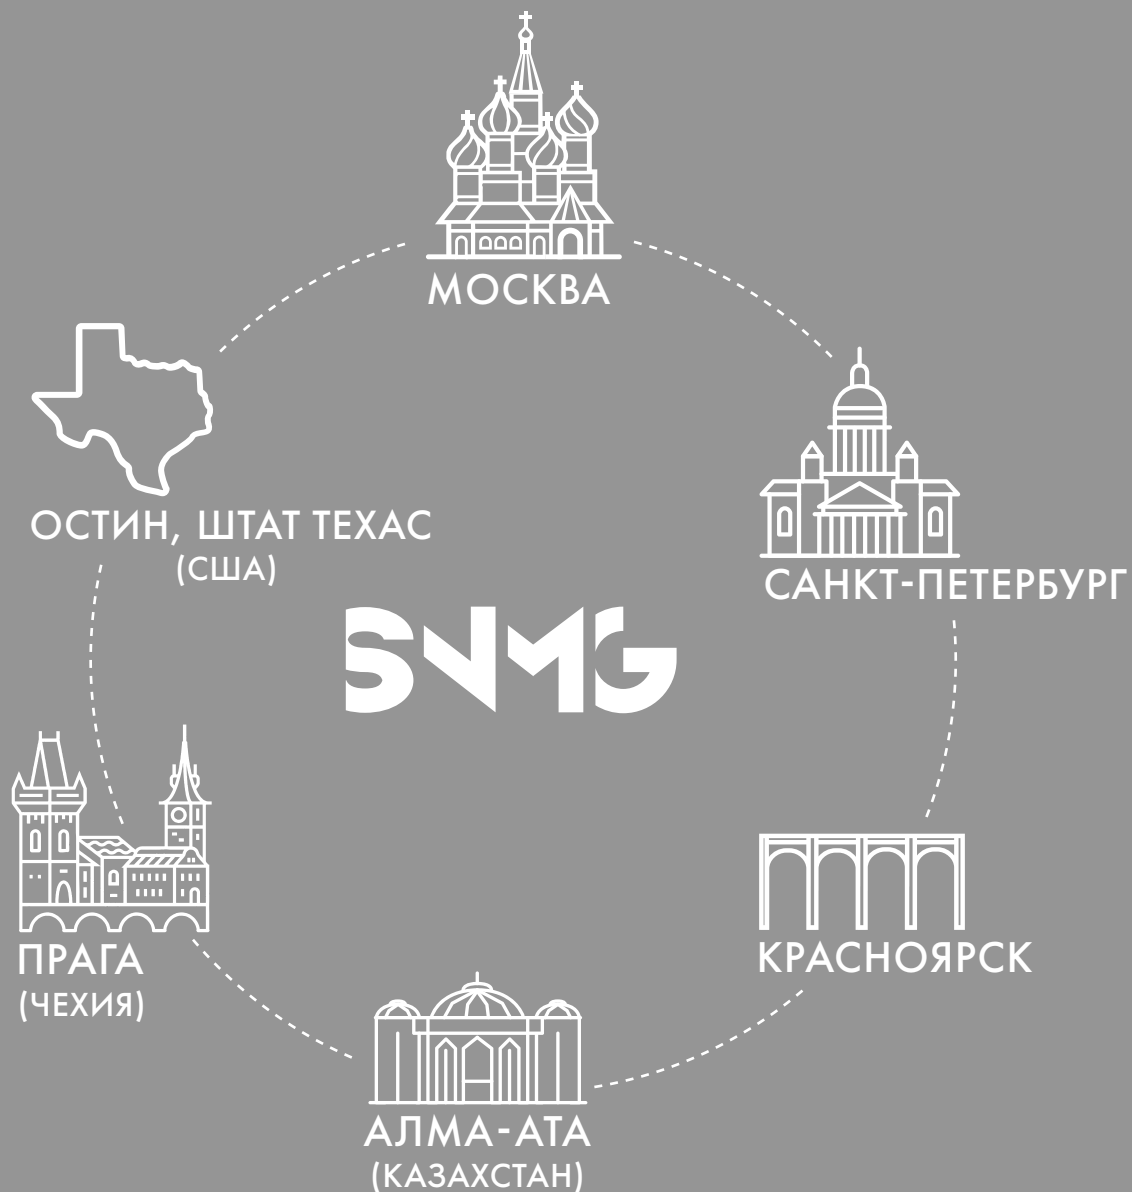 МОСКВА
ОСТИН, ШТАТ ТЕХАС
(США)
САНКТ-ПЕТЕРБУРГ
SNMG
ПРАГА
(ЧЕХИЯ)
КРАСНОЯРСК
АЛМА-АТА
(КАЗАХСТАН)